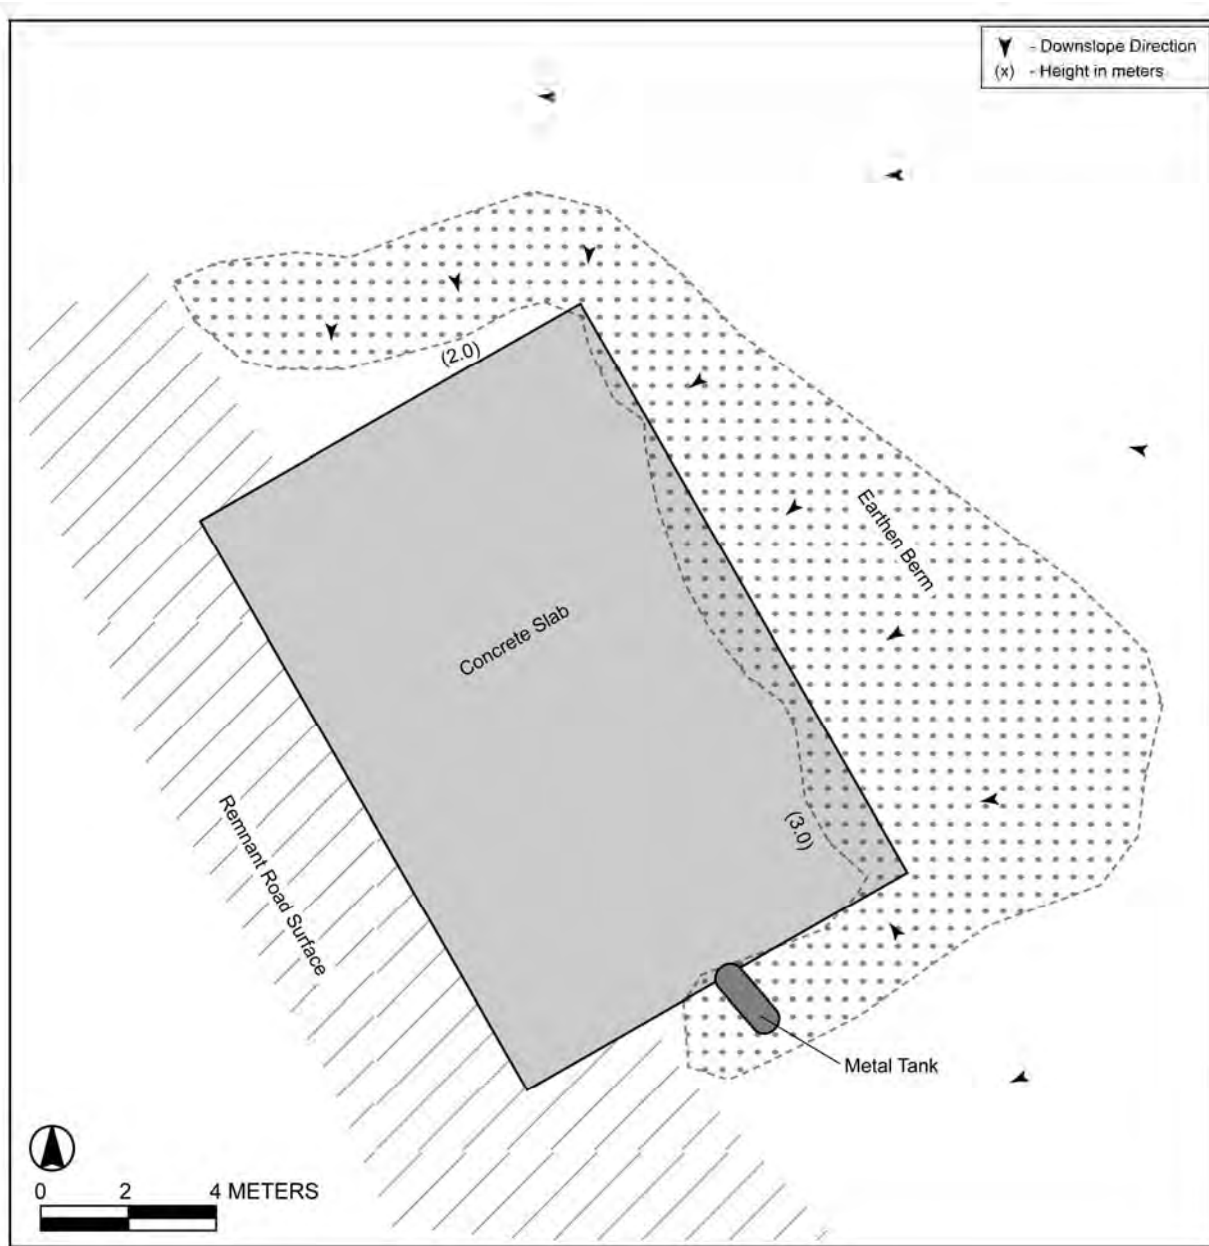 - Downslope Direction
(x) - Height in meters
(2.0)
Earthen Berm
Concrete Slab
(3.0)
Remnant Road Surface
Metal Tank
0 2 4 METERS